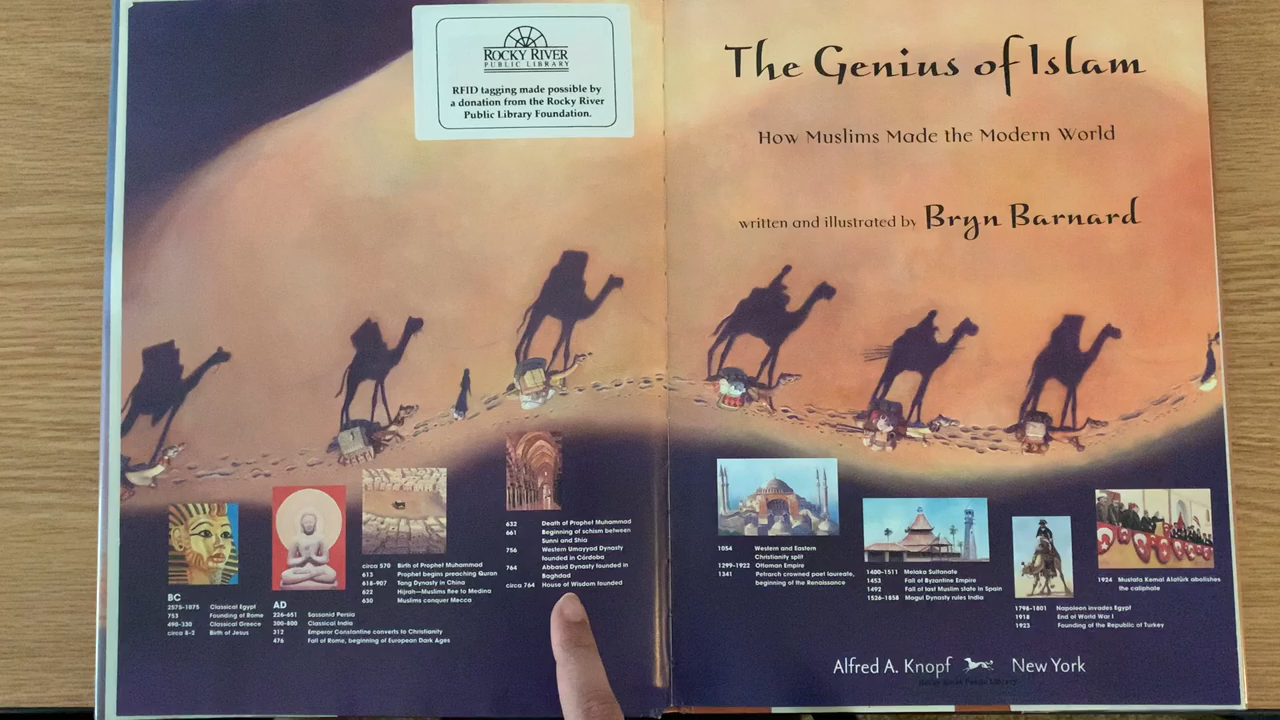 ROCKY RIVER
PUBLIC LIBRARY
RFID tagging made possible by
a donation from the Rocky River
Public Library Foundation.
The Genius of Islam
How Muslims Made the Modern World
written and illustrated by Bryn Barnard
BC
2575–1075 Classical Egypt
753 Founding of Rome
490–330 Classical Greece
circa 8–2 Birth of Jesus
AD
226–651 Sassanid Persia
300–800 Classical India
312 Emperor Constantine converts to Christianity
476 Fall of Rome, beginning of European Dark Ages
circa 570 Birth of Prophet Muhammad
613 Prophet begins preaching Quran
618–907 Tang Dynasty in China
622 Hijrah—Muslims flee to Medina
630 Muslims conquer Mecca
632 Death of Prophet Muhammad
661 Beginning of schism between
Sunni and Shia
756 Western Umayyad Dynasty
founded in Córdoba
764 Abbasid Dynasty founded in
Baghdad
circa 764 House of Wisdom founded
1054 Western and Eastern
Christianity split
1299–1922 Ottoman Empire
1341 Petrarch crowned poet laureate,
beginning of the Renaissance
1400–1511 Melaka Sultanate
1453 Fall of Byzantine Empire
1492 Fall of last Muslim state in Spain
1526–1858 Mogul Dynasty rules India
1798–1801 Napoleon invades Egypt
1918 End of World War I
1923 Founding of the Republic of Turkey
1924 Mustafa Kemal Atatürk abolishes
the caliphate
Alfred A. Knopf New York
Rocky River Public Library